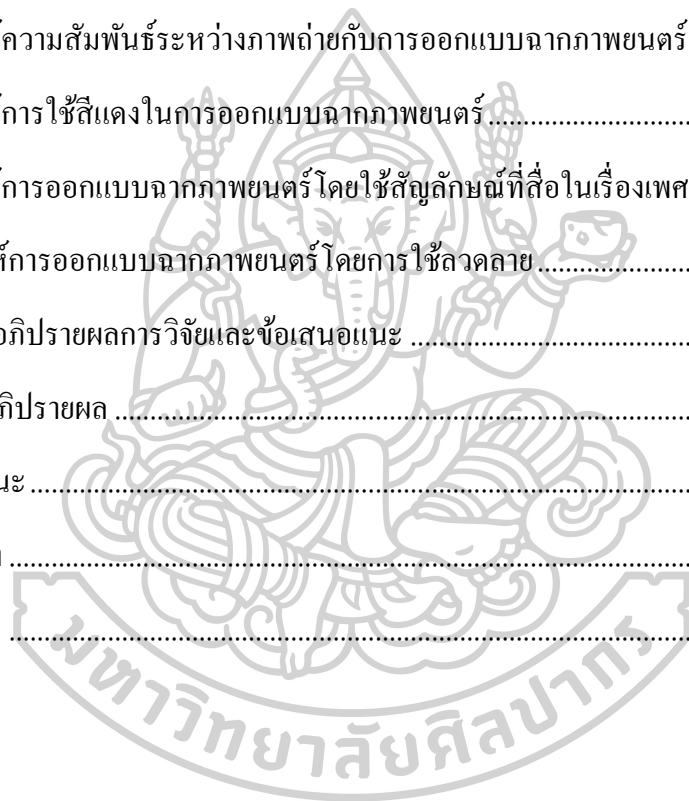 ความสัมพันธ์ระหว่างภาพถ่ายกับการออกแบบฉากภาพยนตร์
การใช้สีแดงในการออกแบบฉากภาพยนตร์..........................
การออกแบบฉากภาพยนตร์โดยใช้สัญลักษณ์ที่สื่อในเรื่องเพศ
ห์การออกแบบฉากภาพยนตร์โดยการใช้ลวดลาย....................
อภิปรายผลการวิจัยและข้อเสนอแนะ ....................................
ภิปรายผล ..........................................................................
นะ ....................................................................................
....................................................................................
....................................................................................
มหาวิทยาลัยศิลปากร